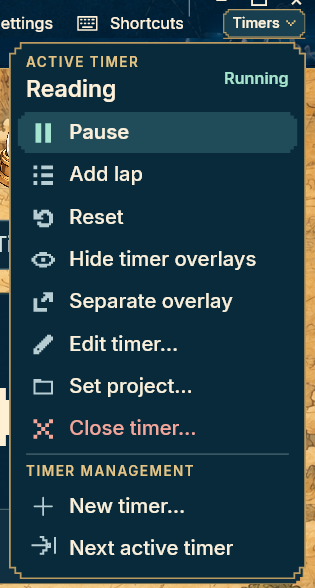 ettings Shortcuts Timers
ACTIVE TIMER
Reading Running
Pause
Add lap
Reset
Hide timer overlays
Separate overlay
Edit timer...
Set project...
Close timer...
TIMER MANAGEMENT
New timer...
Next active timer